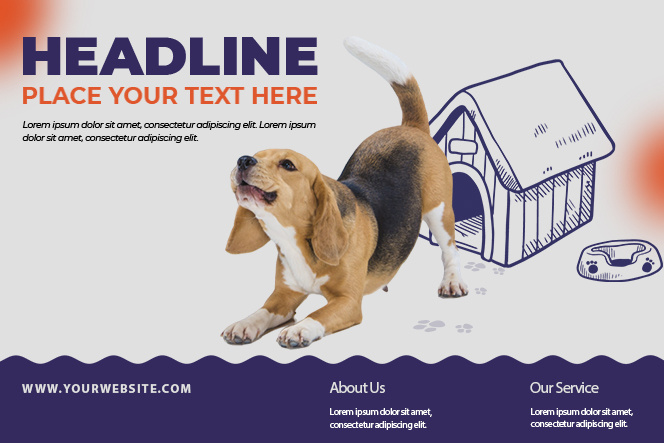 HEADLINE
PLACE YOUR TEXT HERE
Lorem ipsum dolor sit amet, consectetur adipiscing elit. Lorem ipsum
dolor sit amet, consectetur adipiscing elit.
WWW.YOURWEBSITE.COM
About Us
Lorem ipsum dolor sit amet,
consectetur adipiscing elit.
Our Service
Lorem ipsum dolor sit amet,
consectetur adipiscing elit.